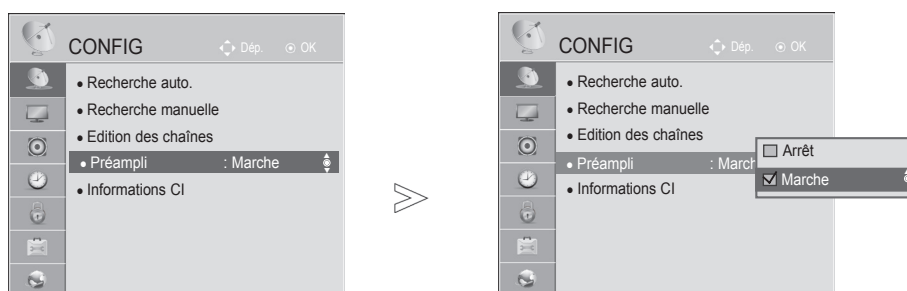 CONFIG Dép. OK
• Recherche auto.
• Recherche manuelle
• Edition des chaînes
• Préampli : Marche
• Informations CI
CONFIG Dép. OK
• Recherche auto.
• Recherche manuelle
• Edition des chaînes
• Préampli : March
• Informations CI
Arrêt
Marche